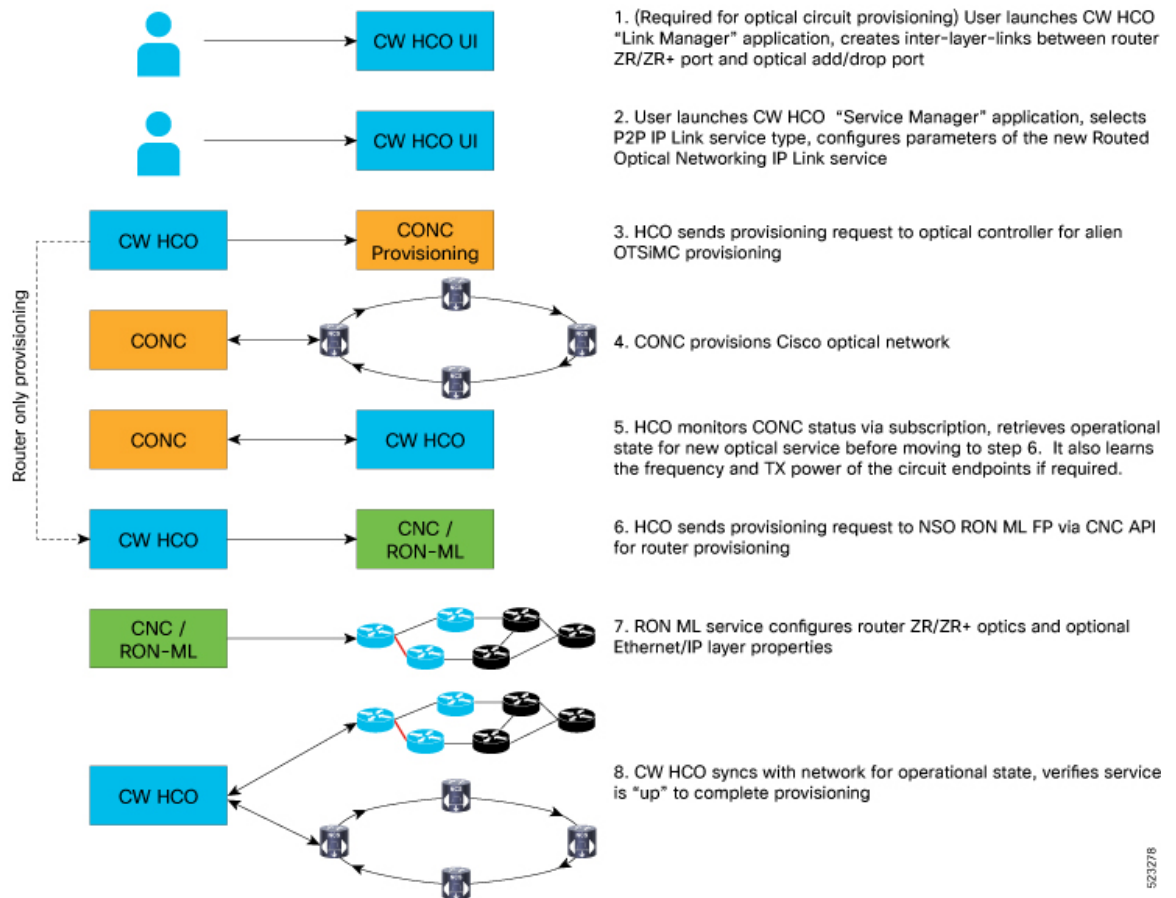 CW HCO UI
1. (Required for optical circuit provisioning) User launches CW HCO
"Link Manager" application, creates inter-layer-links between router
ZR/ZR+ port and optical add/drop port
CW HCO UI
2. User launches CW HCO "Service Manager" application, selects
P2P IP Link service type, configures parameters of the new Routed
Optical Networking IP Link service
Router only provisioning
CW HCO
CONC
Provisioning
3. HCO sends provisioning request to optical controller for alien
OTSiMC provisioning
CONC
4. CONC provisions Cisco optical network
CONC
CW HCO
5. HCO monitors CONC status via subscription, retrieves operational
state for new optical service before moving to step 6. It also learns
the frequency and TX power of the circuit endpoints if required.
CW HCO
CNC /
RON-ML
6. HCO sends provisioning request to NSO RON ML FP via CNC API
for router provisioning
CNC /
RON-ML
7. RON ML service configures router ZR/ZR+ optics and optional
Ethernet/IP layer properties
CW HCO
8. CW HCO syncs with network for operational state, verifies service
is "up" to complete provisioning
523278